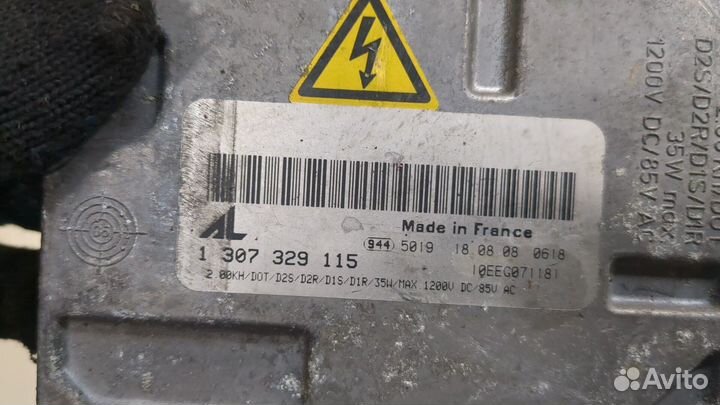 D2S/D2R/D1S/D1R
35W max
1200V DC/85V AC
AL
Made in France
944 5019 18 08 08 0618
1 307 329 115
10EEG071181
2.00KH/DOT/D2S/D2R/D1S/D1R/35W/MAX 1200V DC/85V AC
Avito